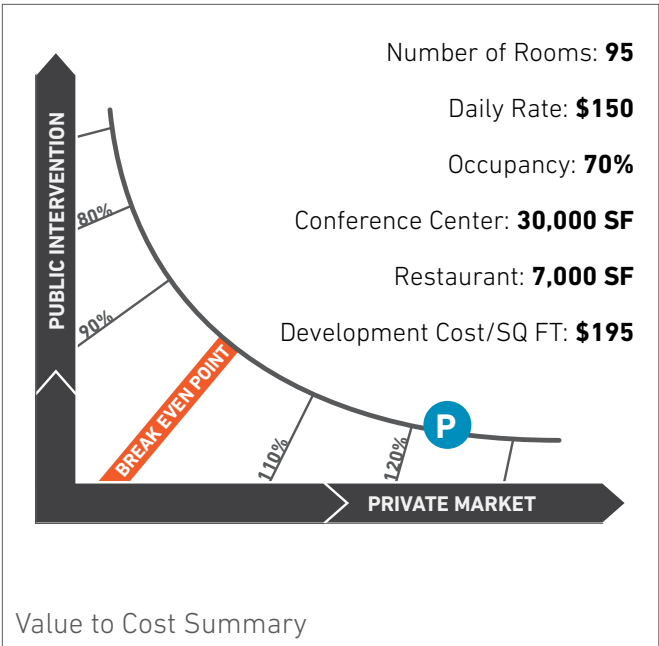 Number of Rooms: 95
Daily Rate: $150
Occupancy: 70%
Conference Center: 30,000 SF
Restaurant: 7,000 SF
Development Cost/SQ FT: $195
PUBLIC INTERVENTION
80%
90%
BREAK EVEN POINT
110%
120%
P
PRIVATE MARKET
Value to Cost Summary